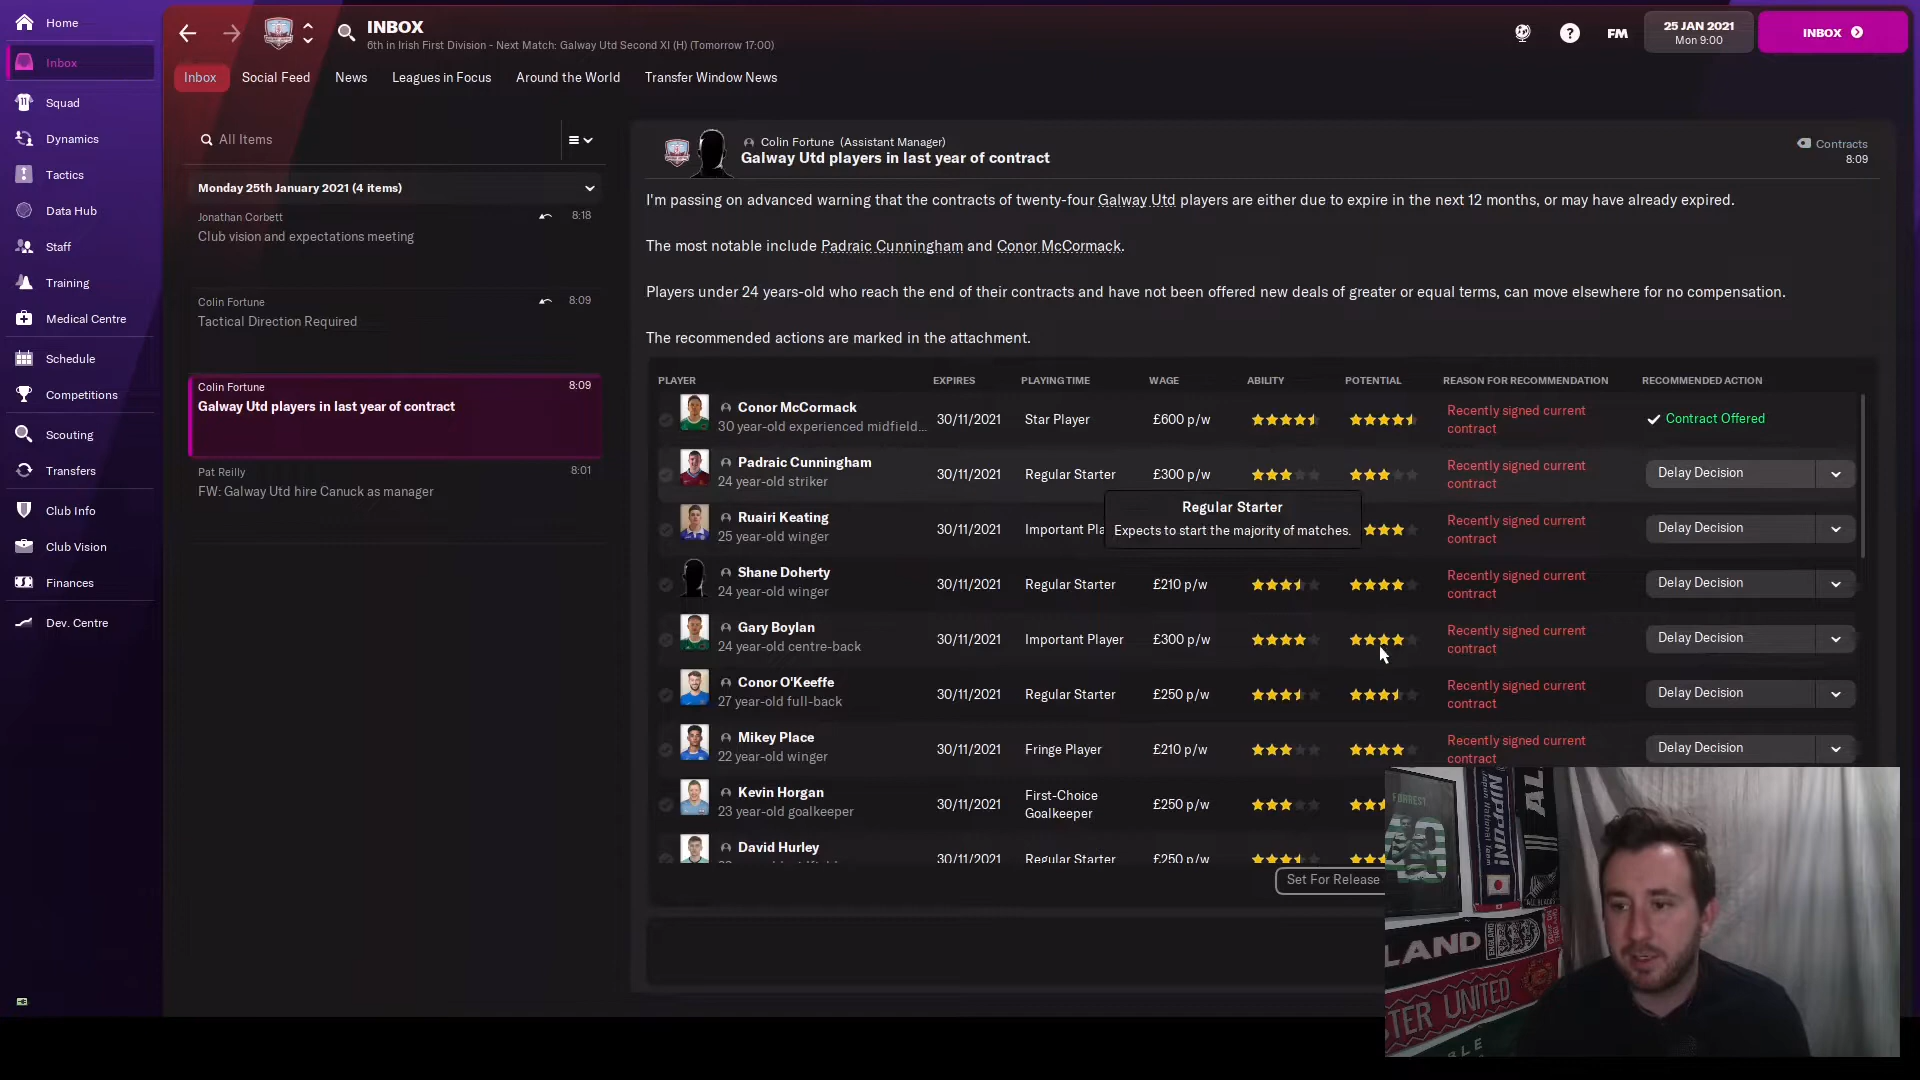 Home
Inbox
Squad
Dynamics
Tactics
Data Hub
Staff
Training
Medical Centre
Schedule
Competitions
Scouting
Transfers
Club Info
Club Vision
Finances
Dev. Centre
INBOX
6th in Irish First Division - Next Match: Galway Utd Second XI (H) (Tomorrow 17:00)
FM
25 JAN 2021
Mon 9:00
INBOX
Inbox Social Feed News Leagues in Focus Around the World Transfer Window News
All Items
Monday 25th January 2021 (4 items)
Jonathan Corbett 8:18
Club vision and expectations meeting
Colin Fortune 8:09
Tactical Direction Required
Colin Fortune 8:09
Galway Utd players in last year of contract
Pat Reilly 8:01
FW: Galway Utd hire Canuck as manager
Colin Fortune (Assistant Manager)
Galway Utd players in last year of contract
Contracts
8:09
I'm passing on advanced warning that the contracts of twenty-four Galway Utd players are either due to expire in the next 12 months, or may have already expired.
The most notable include Padraic Cunningham and Conor McCormack.
Players under 24 years-old who reach the end of their contracts and have not been offered new deals of greater or equal terms, can move elsewhere for no compensation.
The recommended actions are marked in the attachment.
PLAYER EXPIRES PLAYING TIME WAGE ABILITY POTENTIAL REASON FOR RECOMMENDATION RECOMMENDED ACTION
Conor McCormack
30 year-old experienced midfield...
30/11/2021 Star Player £600 p/w
Recently signed current
contract
Contract Offered
Padraic Cunningham
24 year-old striker
30/11/2021 Regular Starter £300 p/w
Recently signed current
contract
Delay Decision
Regular Starter
Expects to start the majority of matches.
Ruairi Keating
25 year-old winger
30/11/2021 Important Pla
Recently signed current
contract
Delay Decision
Shane Doherty
24 year-old winger
30/11/2021 Regular Starter £210 p/w
Recently signed current
contract
Delay Decision
Gary Boylan
24 year-old centre-back
30/11/2021 Important Player £300 p/w
Recently signed current
contract
Delay Decision
Conor O'Keeffe
27 year-old full-back
30/11/2021 Regular Starter £250 p/w
Recently signed current
contract
Delay Decision
Mikey Place
22 year-old winger
30/11/2021 Fringe Player £210 p/w
Recently signed current
contract
Delay Decision
Kevin Horgan
23 year-old goalkeeper
30/11/2021 First-Choice
Goalkeeper
£250 p/w
David Hurley
30/11/2021 Regular Starter £250 p/w
Set For Release
FORREST
49
NIPPON!
Japan National Team
AL
ALL BLACKS
ENGLAND
LAND
STER UNITED